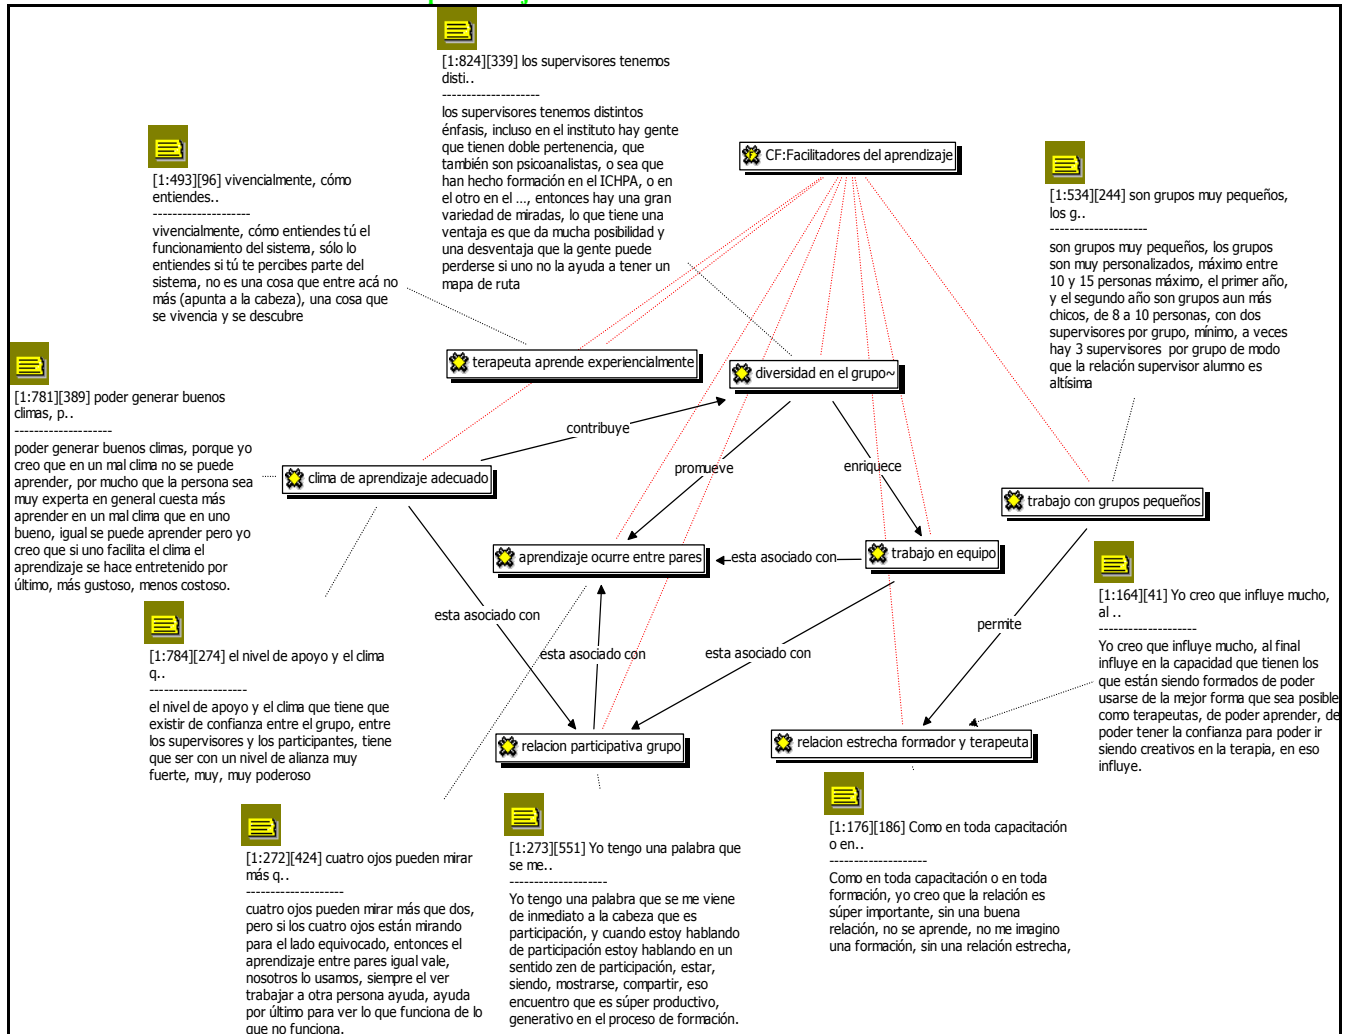 [1:824][339] los supervisores tenemos
disti..
--------------------
los supervisores tenemos distintos
énfasis, incluso en el instituto hay gente
que tienen doble pertenencia, que
también son psicoanalistas, o sea que
han hecho formación en el ICHPA, o en
el otro en el ..., entonces hay una gran
variedad de miradas, lo que tiene una
ventaja es que da mucha posibilidad y
una desventaja que la gente puede
perderse si uno no la ayuda a tener un
mapa de ruta
CF:Facilitadores del aprendizaje
[1:493][96] vivencialmente, cómo
entiendes..
--------------------
vivencialmente, cómo entiendes tú el
funcionamiento del sistema, sólo lo
entiendes si tú te percibes parte del
sistema, no es una cosa que entre acá no
más (apunta a la cabeza), una cosa que
se vivencia y se descubre
[1:534][244] son grupos muy pequeños,
los g..
--------------------
son grupos muy pequeños, los grupos
son muy personalizados, máximo entre
10 y 15 personas máximo, el primer año,
y el segundo año son grupos aun más
chicos, de 8 a 10 personas, con dos
supervisores por grupo, mínimo, a veces
hay 3 supervisores por grupo de modo
que la relación supervisor alumno es
altísima
terapeuta aprende experiencialmente
diversidad en el grupo~
[1:781][389] poder generar buenos
climas, p..
--------------------
poder generar buenos climas, porque yo
creo que en un mal clima no se puede
aprender, por mucho que la persona sea
muy experta en general cuesta más
aprender en un mal clima que en uno
bueno, igual se puede aprender pero yo
creo que si uno facilita el clima el
aprendizaje se hace entretenido por
último, más gustoso, menos costoso.
contribuye
promueve
enriquece
clima de aprendizaje adecuado
trabajo con grupos pequeños
aprendizaje ocurre entre pares
esta asociado con
trabajo en equipo
[1:164][41] Yo creo que influye mucho,
al ..
--------------------
Yo creo que influye mucho, al final
influye en la capacidad que tienen los
que están siendo formados de poder
usarse de la mejor forma que sea posible
como terapeutas, de poder aprender, de
poder tener la confianza para poder ir
siendo creativos en la terapia, en eso
influye.
esta asociado con
esta asociado con
esta asociado con
permite
[1:784][274] el nivel de apoyo y el clima
q..
--------------------
el nivel de apoyo y el clima que tiene que
existir de confianza entre el grupo, entre
los supervisores y los participantes, tiene
que ser con un nivel de alianza muy
fuerte, muy, muy poderoso
relacion participativa grupo
relacion estrecha formador y terapeuta
[1:272][424] cuatro ojos pueden mirar
más q..
--------------------
cuatro ojos pueden mirar más que dos,
pero si los cuatro ojos están mirando
para el lado equivocado, entonces el
aprendizaje entre pares igual vale,
nosotros lo usamos, siempre el ver
trabajar a otra persona ayuda, ayuda
por último para ver lo que funciona de lo
que no funciona.
[1:273][551] Yo tengo una palabra que
se me..
--------------------
Yo tengo una palabra que se me viene
de inmediato a la cabeza que es
participación, y cuando estoy hablando
de participación estoy hablando en un
sentido zen de participación, estar,
siendo, mostrarse, compartir, eso
encuentro que es súper productivo,
generativo en el proceso de formación.
[1:176][186] Como en toda capacitación
o en..
--------------------
Como en toda capacitación o en toda
formación, yo creo que la relación es
súper importante, sin una buena
relación, no se aprende, no me imagino
una formación, sin una relación estrecha,